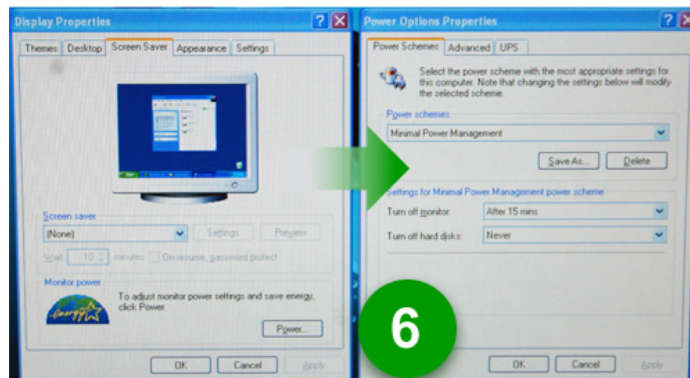 Display Properties
Themes Desktop Screen Saver Appearance Settings
Screen saver
(None)
Settings
Preview
Wait: 10 minutes On resume, password protect
Monitor power
To adjust monitor power settings and save energy,
click Power.
energy
Power...
OK Cancel Apply
Power Options Properties
Power Schemes Advanced UPS
Select the power scheme with the most appropriate settings for
this computer. Note that changing the settings below will modify
the selected scheme.
Power schemes
Minimal Power Management
Save As... Delete
Settings for Minimal Power Management power scheme
Turn off monitor: After 15 mins
Turn off hard disks: Never
OK Cancel Apply
6